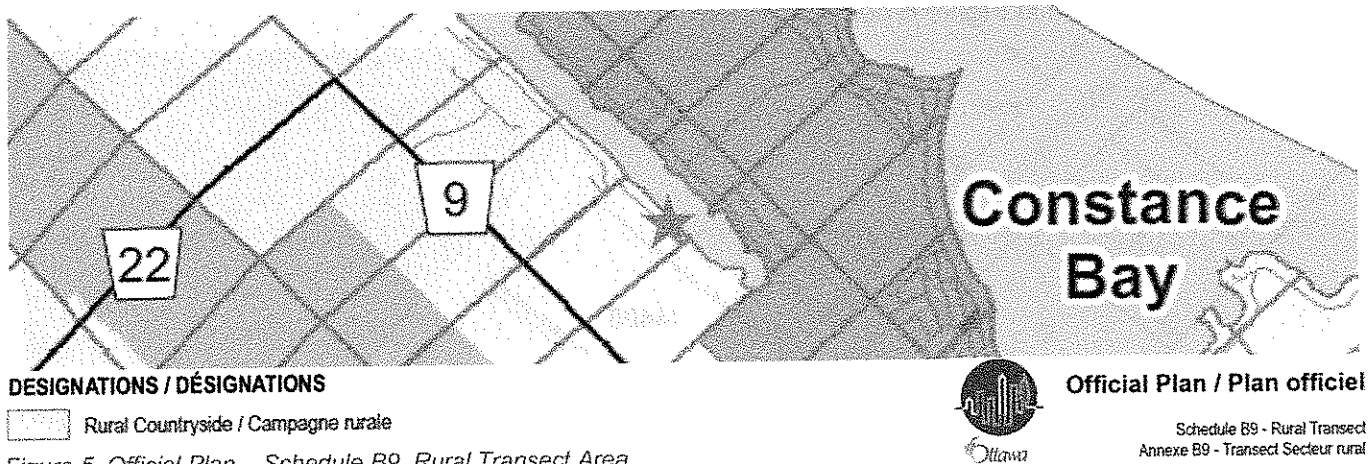 9
22
Constance
Bay
DESIGNATIONS / DÉSIGNATIONS
Rural Countryside / Campagne rurale
Official Plan / Plan officiel
Schedule B9 - Rural Transect
Annexe B9 - Transect Secteur rural
Ottawa
Figure 5. Official Plan – Schedule B9, Rural Transect Area